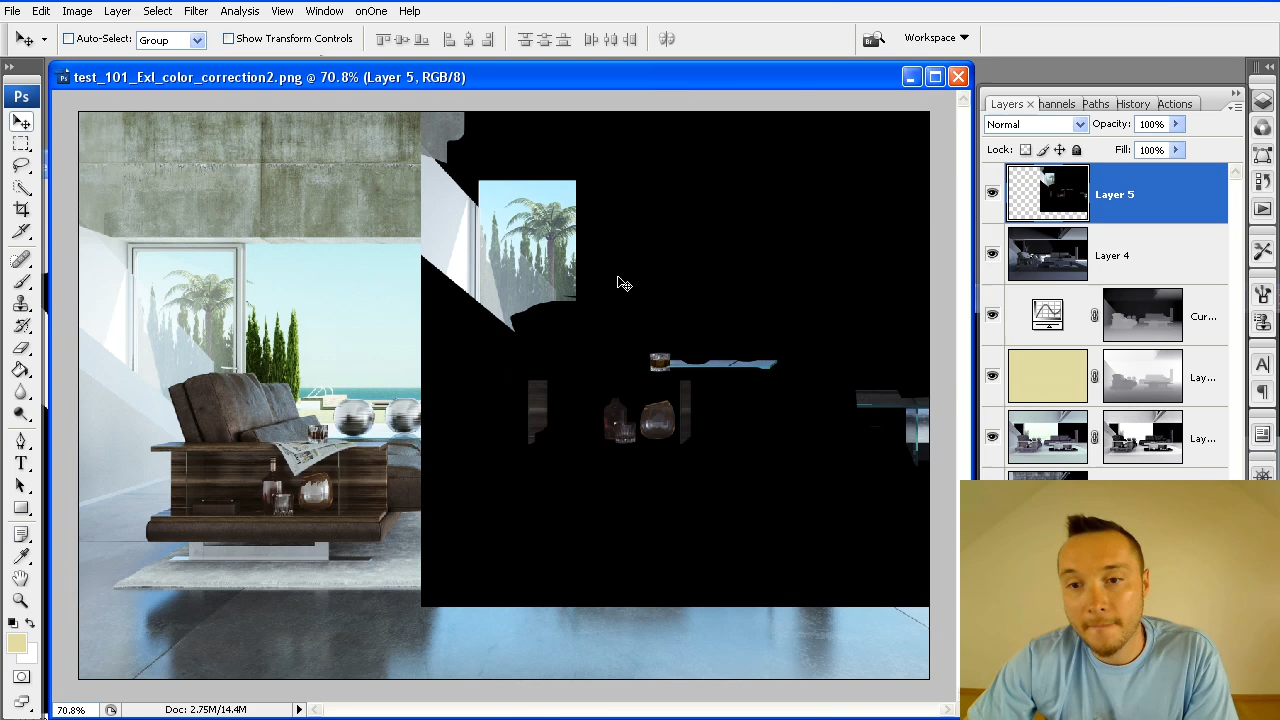 File Edit Image Layer Select Filter Analysis View Window onOne Help
Auto-Select: Group Show Transform Controls Br Workspace
Ps test_101_Exl_color_correction2.png @ 70.8% (Layer 5, RGB/8)
Ps
Layers hannels Paths History Actions
Normal Opacity: 100%
Lock: Fill: 100%
Layer 5
Layer 4
Cur...
Lay...
Lay...
70.8% Doc: 2.75M/14.4M